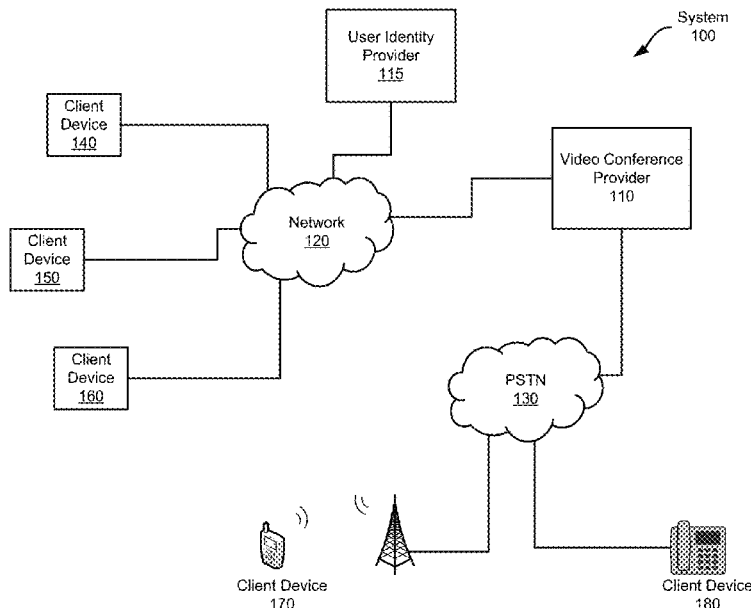 System
100
User Identity
Provider
115
Client
Device
140
Video Conference
Provider
110
Network
120
Client
Device
150
Client
Device
160
PSTN
130
Client Device
170
Client Device
180